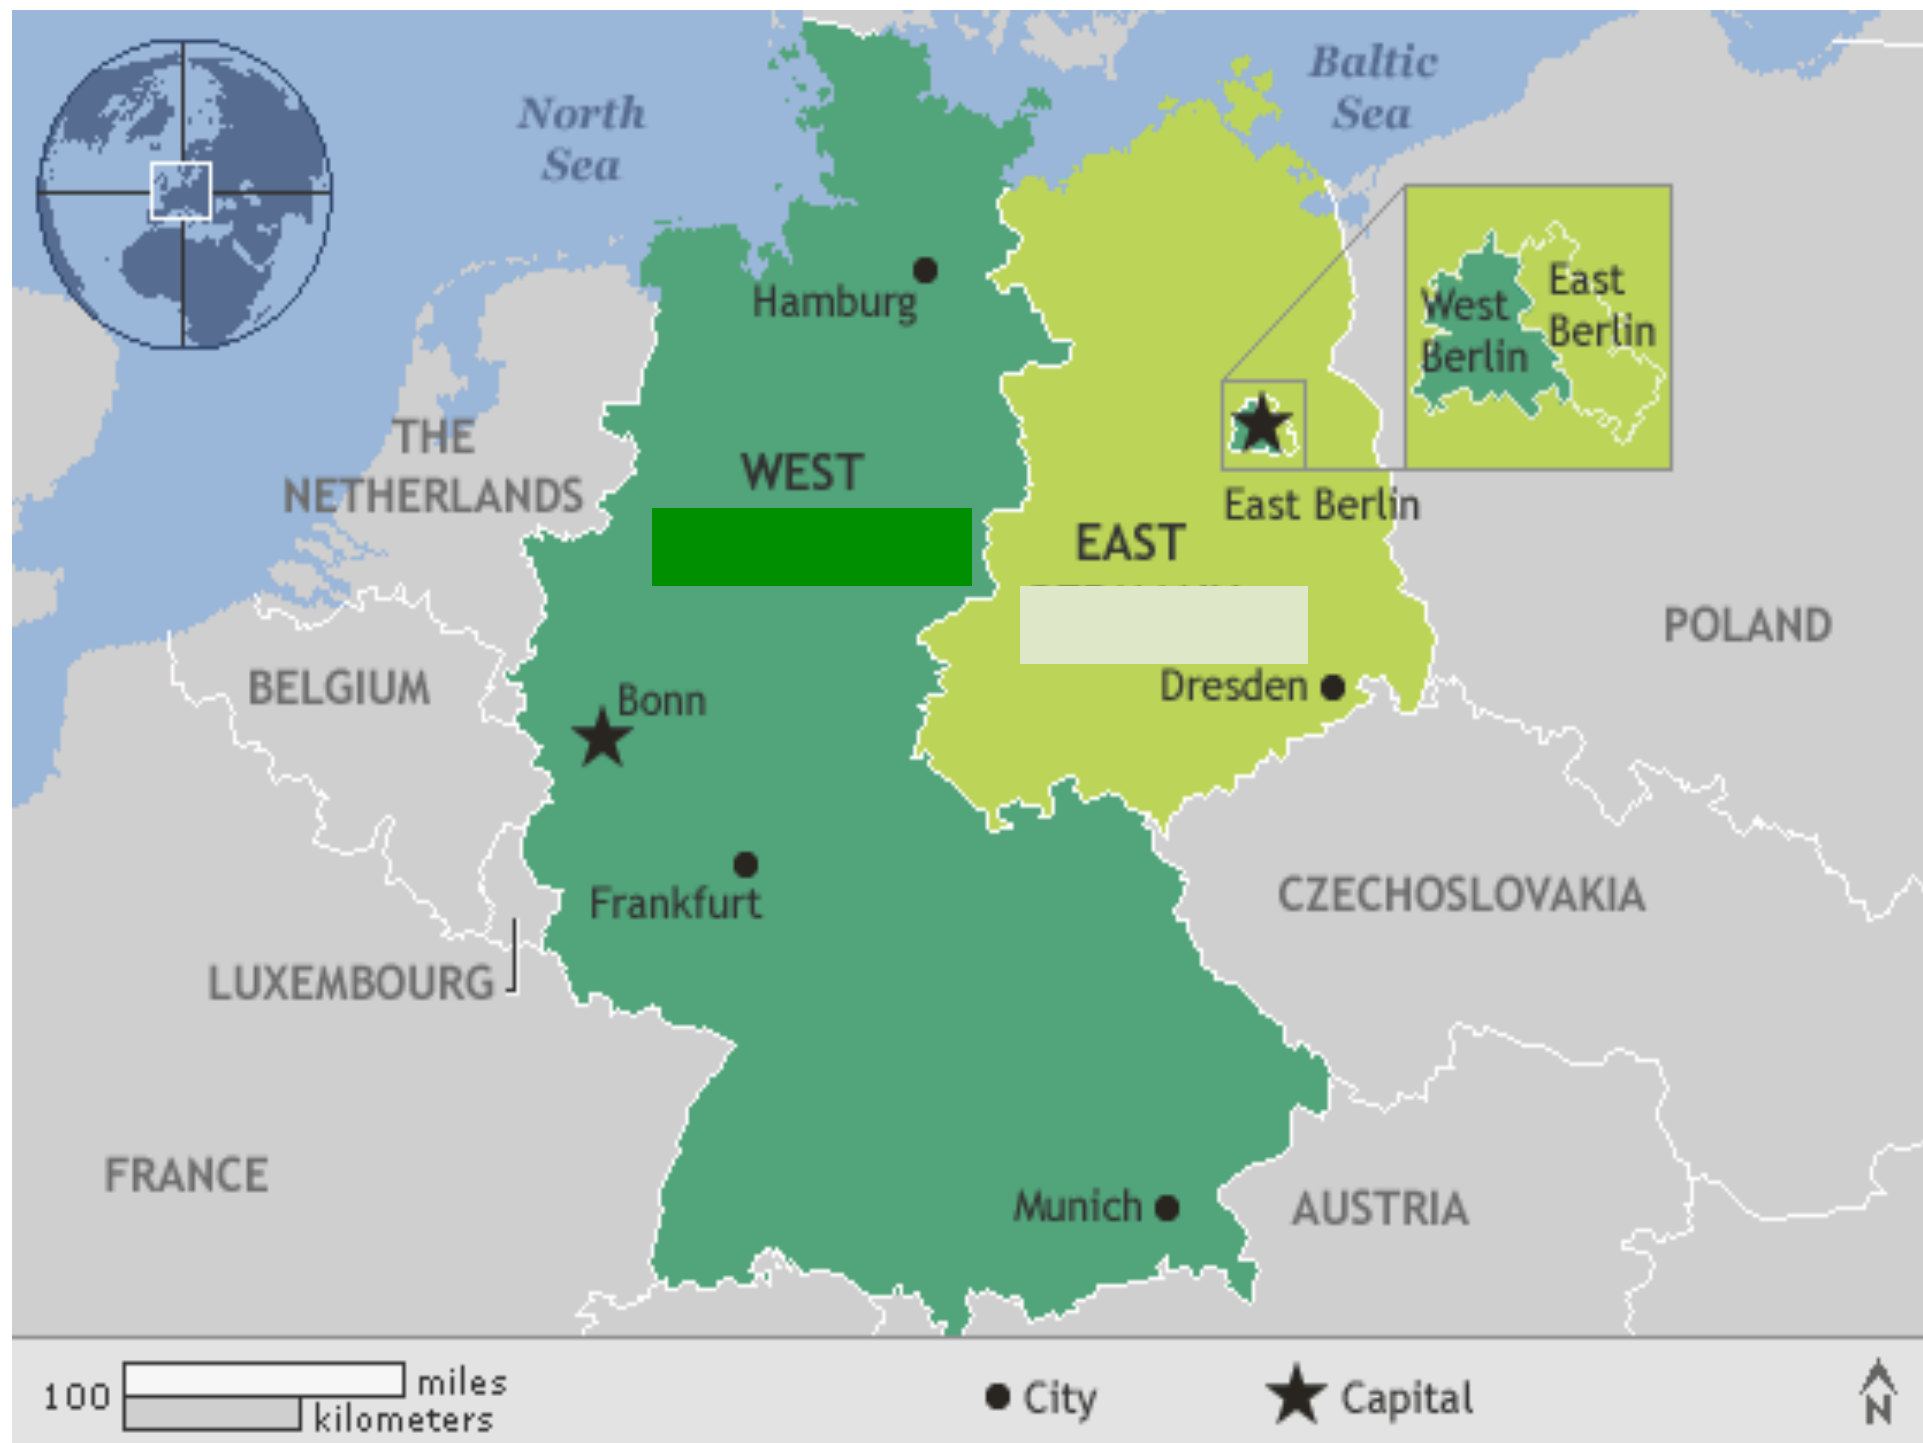 North
Sea
Baltic
Sea
Hamburg
West
Berlin
East
Berlin
THE
NETHERLANDS
WEST
East Berlin
EAST
POLAND
BELGIUM
Bonn
Dresden
Frankfurt
CZECHOSLOVAKIA
LUXEMBOURG
FRANCE
Munich
AUSTRIA
100
miles
kilometers
City
Capital
N